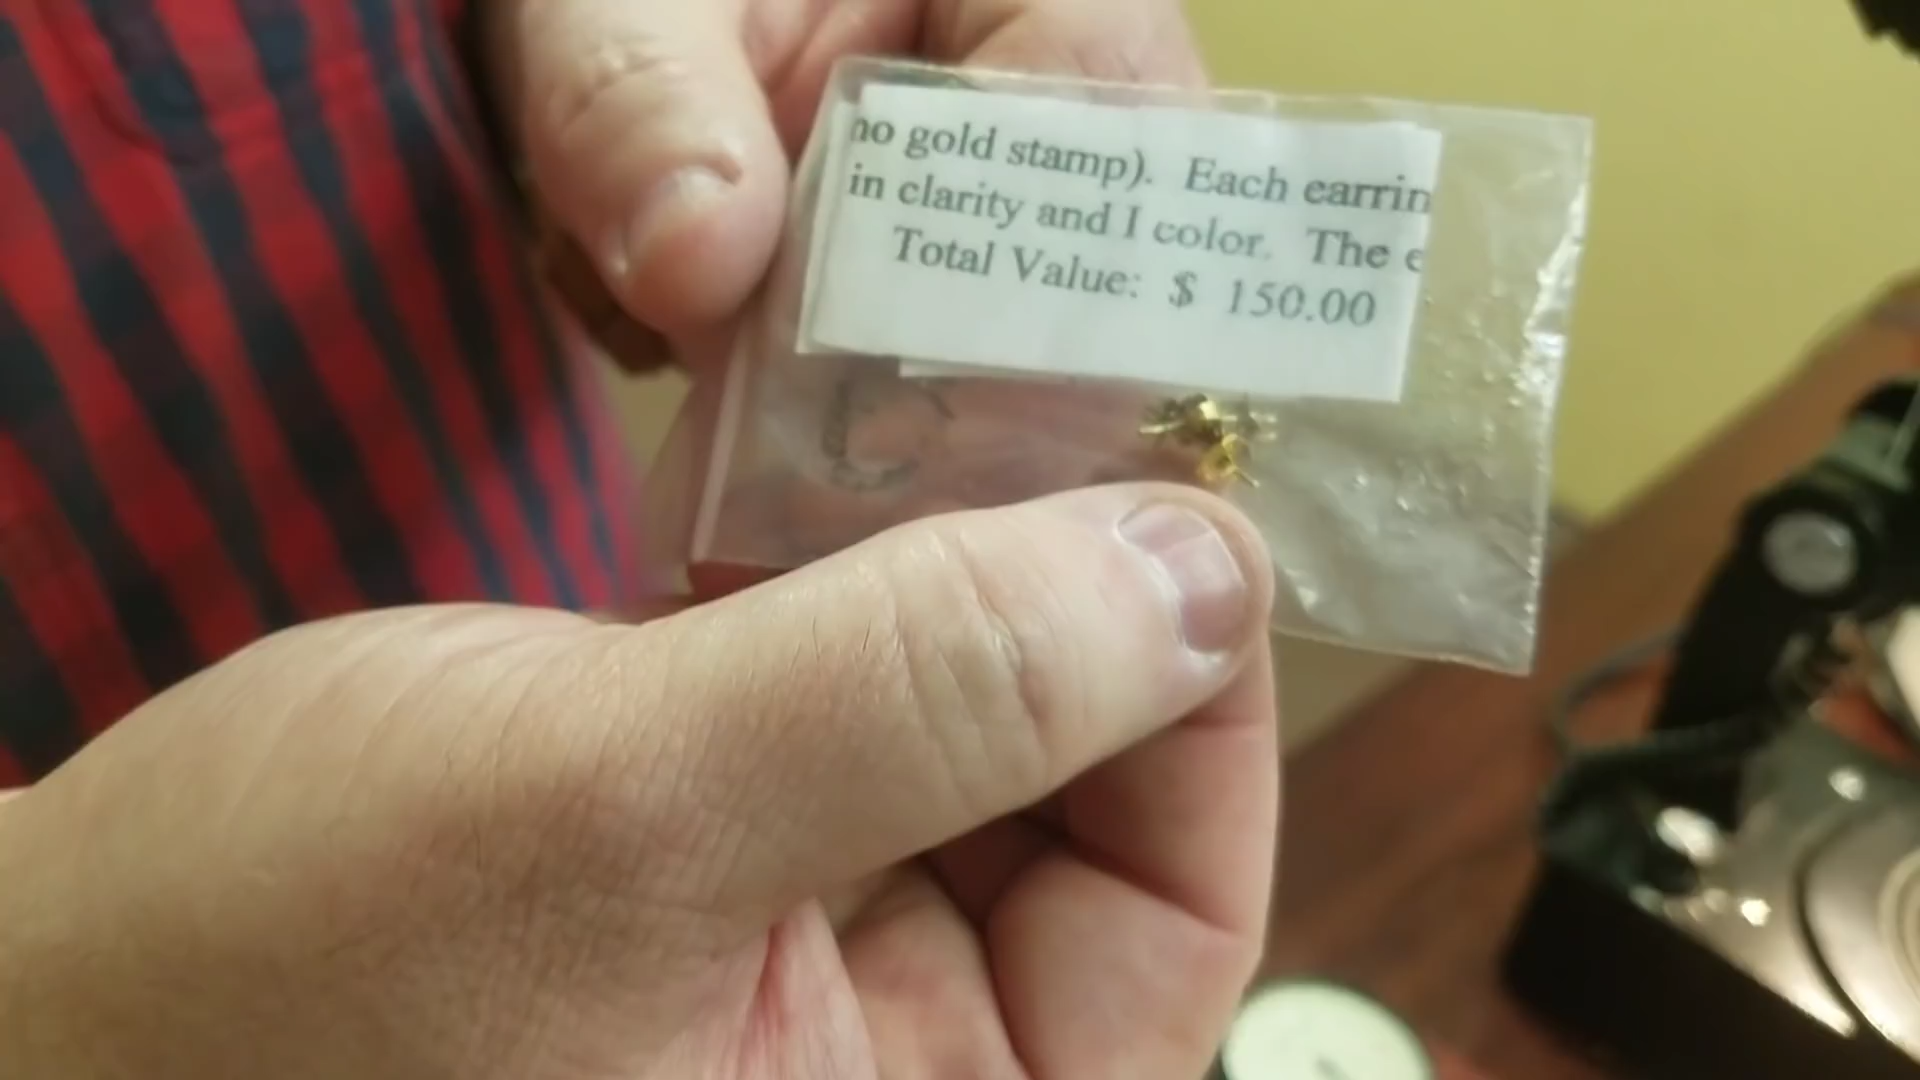 no gold stamp). Each earrin
in clarity and I color. The e
Total Value: $ 150.00